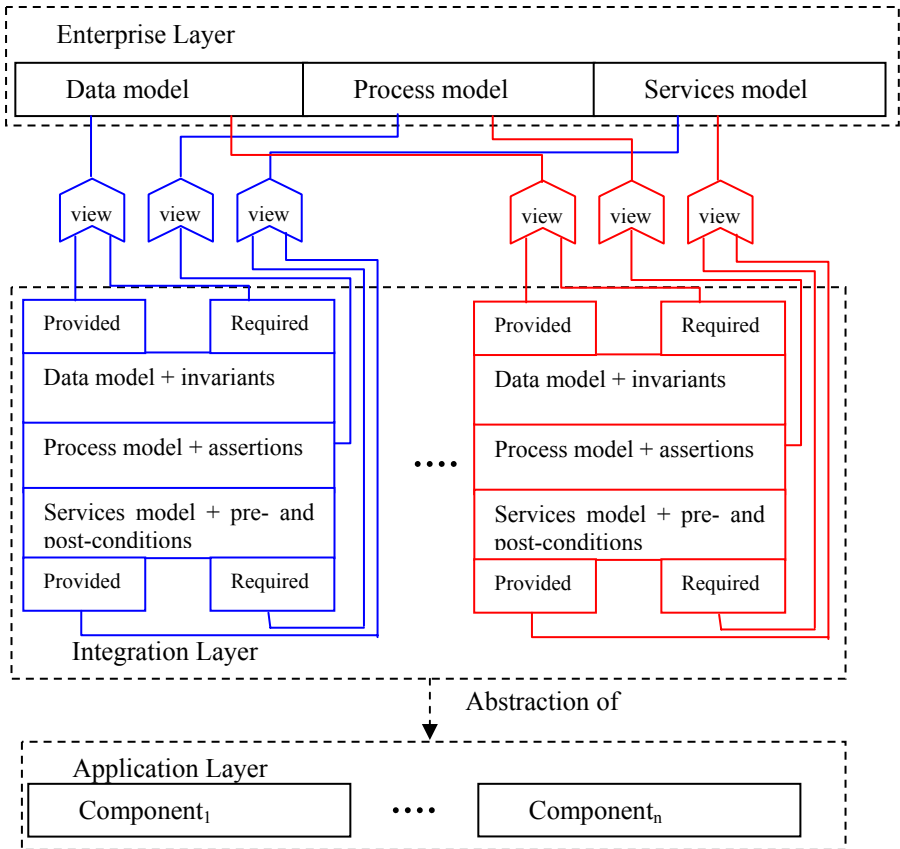 Enterprise Layer
Data model
Process model
Services model
view
view
view
view
view
view
Provided
Required
Provided
Required
Data model + invariants
Data model + invariants
Process model + assertions
....
Process model + assertions
Services model + pre- and
post-conditions
Services model + pre- and
post-conditions
Provided
Required
Provided
Required
Integration Layer
Abstraction of
Application Layer
Component1
....
Componentn